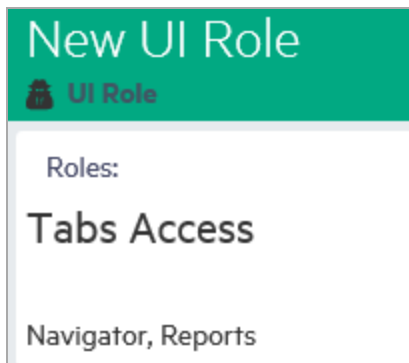 New UI Role
UI Role
Roles:
Tabs Access
Navigator, Reports